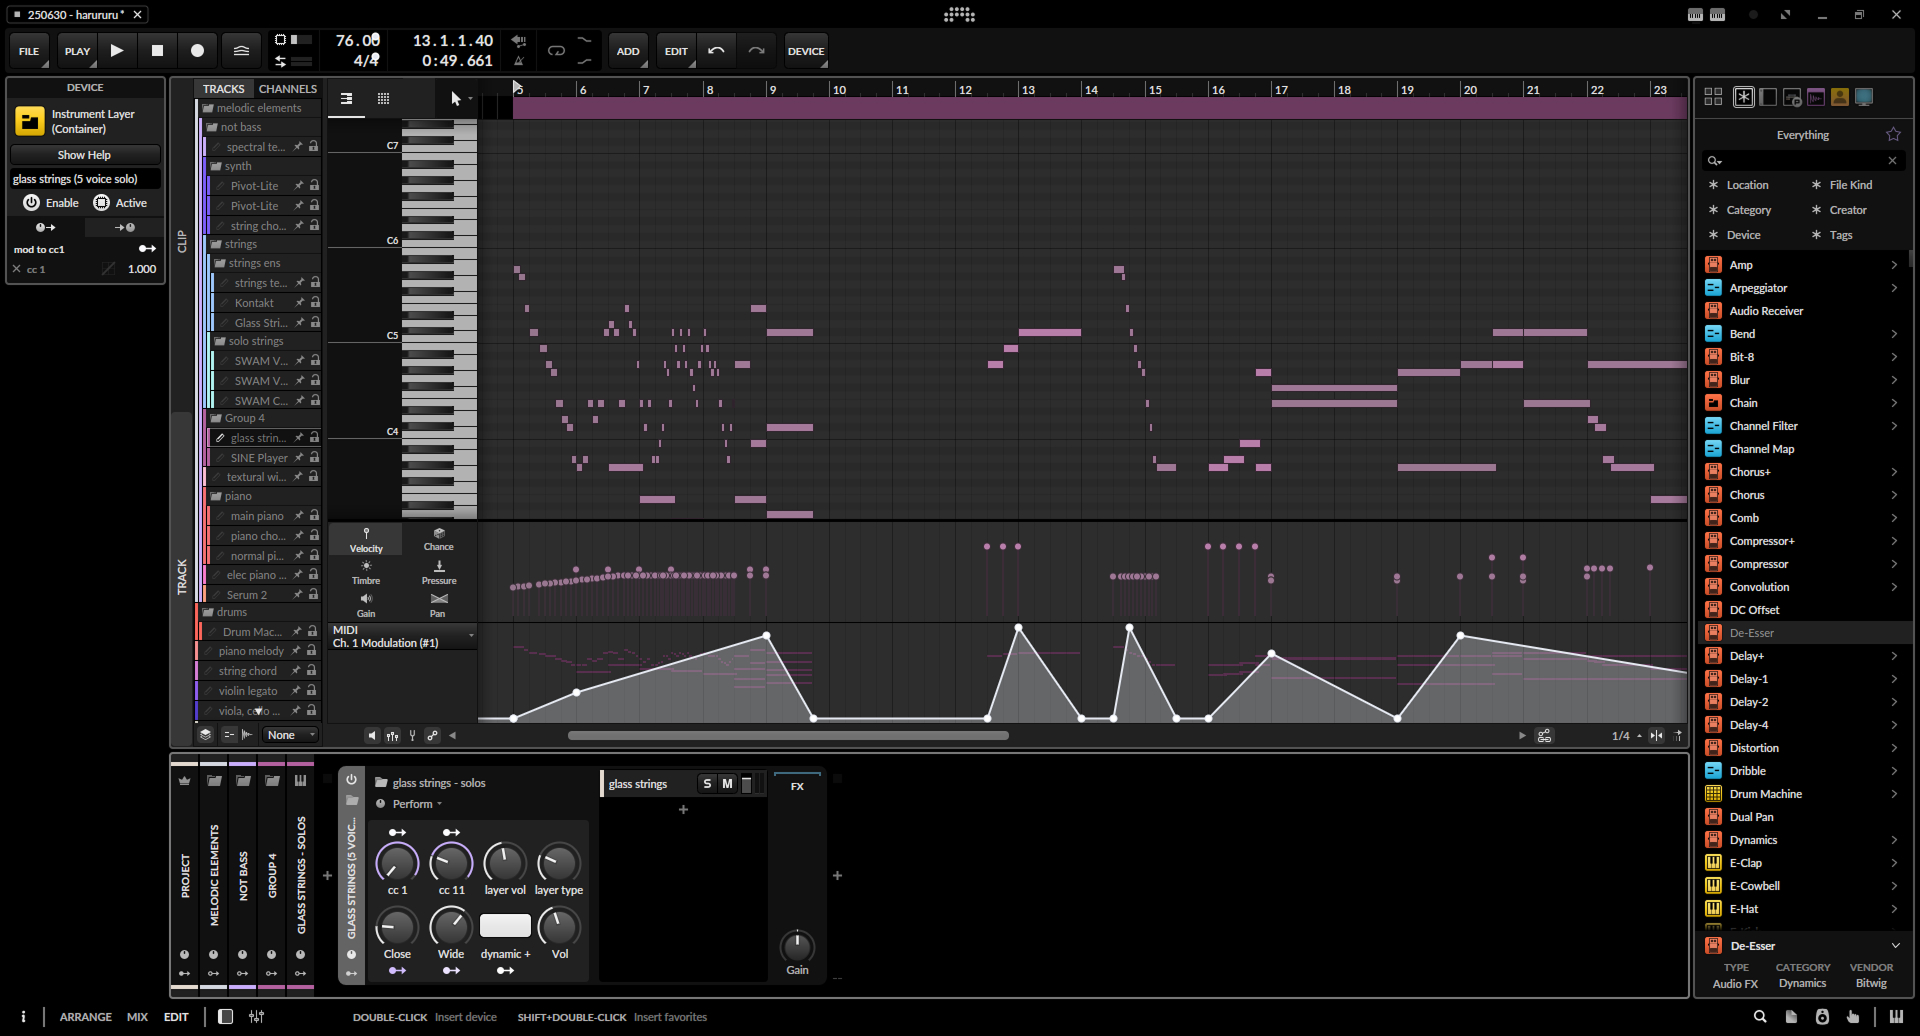 250630 - harururu *
FILE
PLAY
76.00
4/4
13.1.1.40
0:49.661
ADD
EDIT
DEVICE
DEVICE
Instrument Layer
(Container)
Show Help
glass strings (5 voice solo)
Enable
Active
mod to cc1
cc 1
1.000
CLIP
TRACK
TRACKS
CHANNELS
melodic elements
not bass
spectral te...
synth
Pivot-Lite
Pivot-Lite
string cho...
strings
strings ens
strings te...
Kontakt
Glass Stri...
solo strings
SWAM V...
SWAM V...
SWAM C...
Group 4
glass strin...
SINE Player
textural wi...
piano
main piano
piano cho...
normal pi...
elec piano ...
Serum 2
drums
Drum Mac...
piano melody
string chord
violin legato
viola, cello ...
None
5 6 7 8 9 10 11 12 13 14 15 16 17 18 19 20 21 22 23
C7
C6
C5
C4
Velocity
Chance
Timbre
Pressure
Gain
Pan
MIDI
Ch. 1 Modulation (#1)
1/4
Everything
Location
File Kind
Category
Creator
Device
Tags
Amp
Arpeggiator
Audio Receiver
Bend
Bit-8
Blur
Chain
Channel Filter
Channel Map
Chorus+
Chorus
Comb
Compressor+
Compressor
Convolution
DC Offset
De-Esser
Delay+
Delay-1
Delay-2
Delay-4
Distortion
Dribble
Drum Machine
Dual Pan
Dynamics
E-Clap
E-Cowbell
E-Hat
De-Esser
TYPE
CATEGORY
VENDOR
Audio FX
Dynamics
Bitwig
PROJECT
MELODIC ELEMENTS
NOT BASS
GROUP 4
GLASS STRINGS - SOLOS
GLASS STRINGS (5 VOIC...
glass strings - solos
Perform
cc 1
cc 11
layer vol
layer type
Close
Wide
dynamic +
Vol
glass strings
S
M
FX
Gain
ARRANGE
MIX
EDIT
DOUBLE-CLICK Insert device
SHIFT+DOUBLE-CLICK Insert favorites